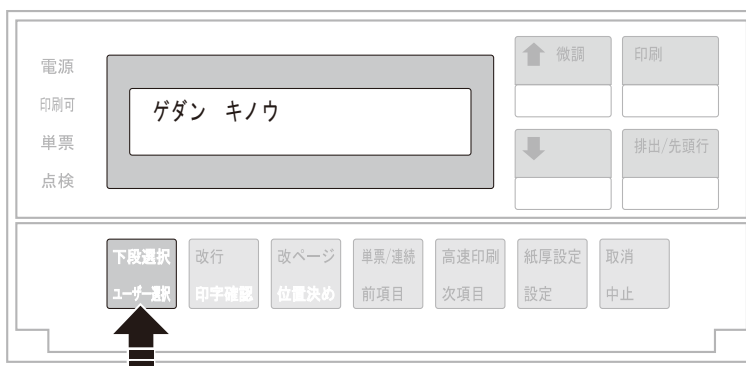 電源
印刷可
単票
点検
ゲダン キノウ
微調
印刷
排出/先頭行
下段選択
ユーザー選択
改行
印字確認
改ページ
位置決め
単票/連続
前項目
高速印刷
次項目
紙厚設定
設定
取消
中止